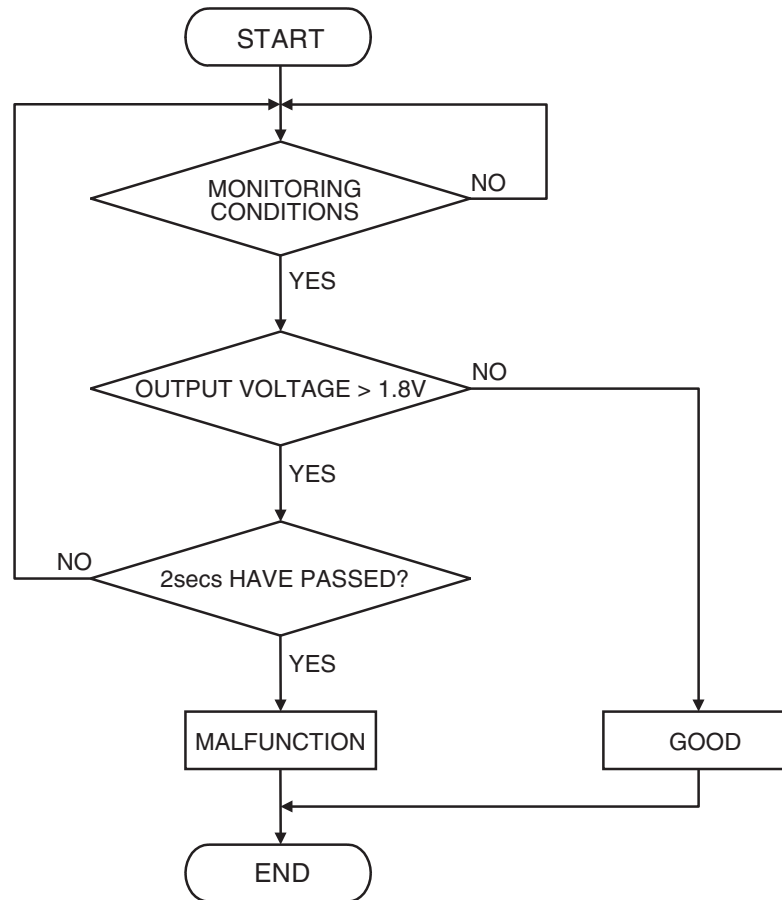 START
MONITORING
CONDITIONS
NO
YES
OUTPUT VOLTAGE > 1.8V
NO
YES
2secs HAVE PASSED?
NO
YES
MALFUNCTION
GOOD
END